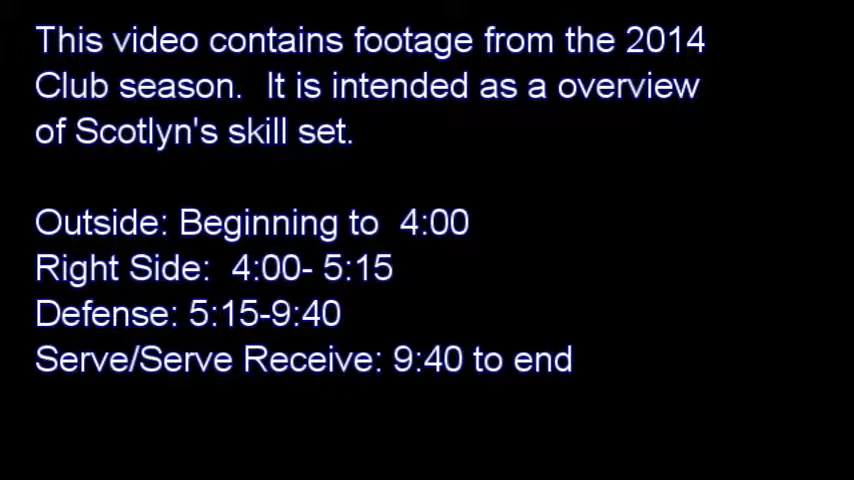 This video contains footage from the 2014
Club season.  It is intended as a overview
of Scotlyn's skill set.
Outside: Beginning to  4:00
Right Side:  4:00- 5:15
Defense: 5:15-9:40
Serve/Serve Receive: 9:40 to end